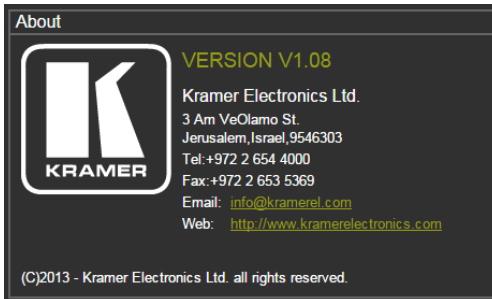 About
KRAMER
VERSION V1.08
Kramer Electronics Ltd.
3 Am VeOlamo St.
Jerusalem,Israel,9546303
Tel:+972 2 654 4000
Fax:+972 2 653 5369
Email: info@kramerel.com
Web: http://www.kramerelectronics.com
(C)2013 - Kramer Electronics Ltd. all rights reserved.